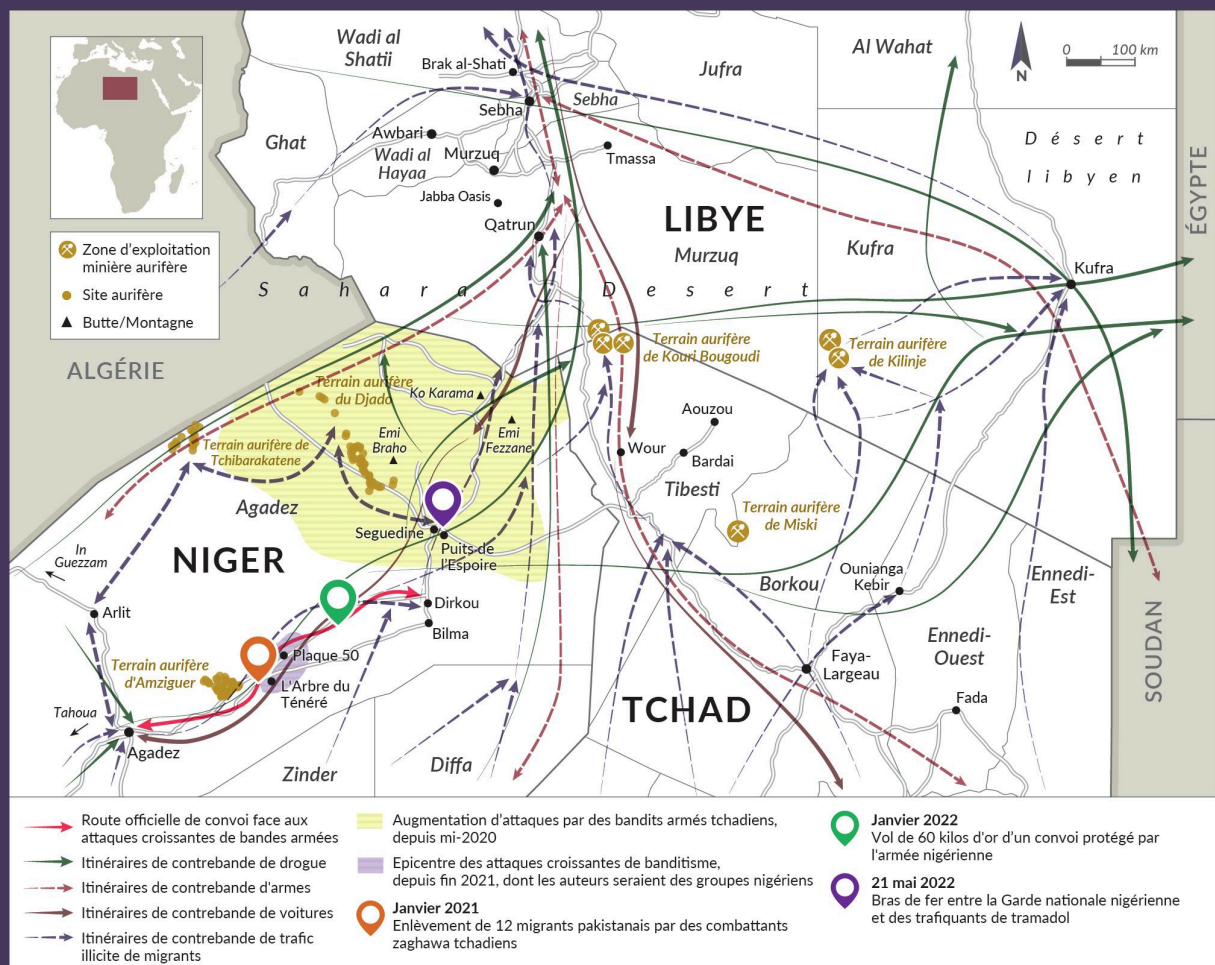 Wadi al
Shatii
Brak al-Shati
Jufra
Al Wahat
N
0 100 km
Sebha
Sebha
Ghat
Awbari
Wadi al
Hayaa
Murzuq
Tmassa
Jabba Oasis
Qatrun
LIBYE
Murzuq
Kufra
Désert
libyen
ÉGYPTE
Kufra
Sahara Desert
Zone d'exploitation
minière aurifère
Site aurifère
Butte/Montagne
ALGÉRIE
Terrain aurifère
du Djado
Ko Karama
Emi
Braho
Emi
Fezzane
Terrain aurifère de
Tchibarakatene
Terrain aurifère
de Kouri Bougoudi
Terrain aurifère
de Kilinje
Aouzou
Wour
Bardai
Tibesti
Terrain aurifère
de Miski
Agadez
Seguedine
Puits de
l'Espoire
NIGER
In
Guezzam
Arlit
Dirkou
Bilma
Plaque 50
L'Arbre du
Ténéré
Terrain aurifère
d'Amziguer
Tahoua
Agadez
Zinder
Diffa
TCHAD
Borkou
Ounianga
Kebir
Ennedi-
Est
Ennedi-
Ouest
Faya-
Largeau
Fada
SOUDAN
Route officielle de convoi face aux
attaques croissantes de bandes armées
Itinéraires de contrebande de drogue
Itinéraires de contrebande d'armes
Itinéraires de contrebande de voitures
Itinéraires de contrebande de trafic
illicite de migrants
Augmentation d'attaques par des bandits armés tchadiens,
depuis mi-2020
Epicentre des attaques croissantes de banditisme,
depuis fin 2021, dont les auteurs seraient des groupes nigériens
Janvier 2021
Enlèvement de 12 migrants pakistanais par des combattants
zaghawa tchadiens
Janvier 2022
Vol de 60 kilos d'or d'un convoi protégé par
l'armée nigérienne
21 mai 2022
Bras de fer entre la Garde nationale nigérienne
et des trafiquants de tramadol